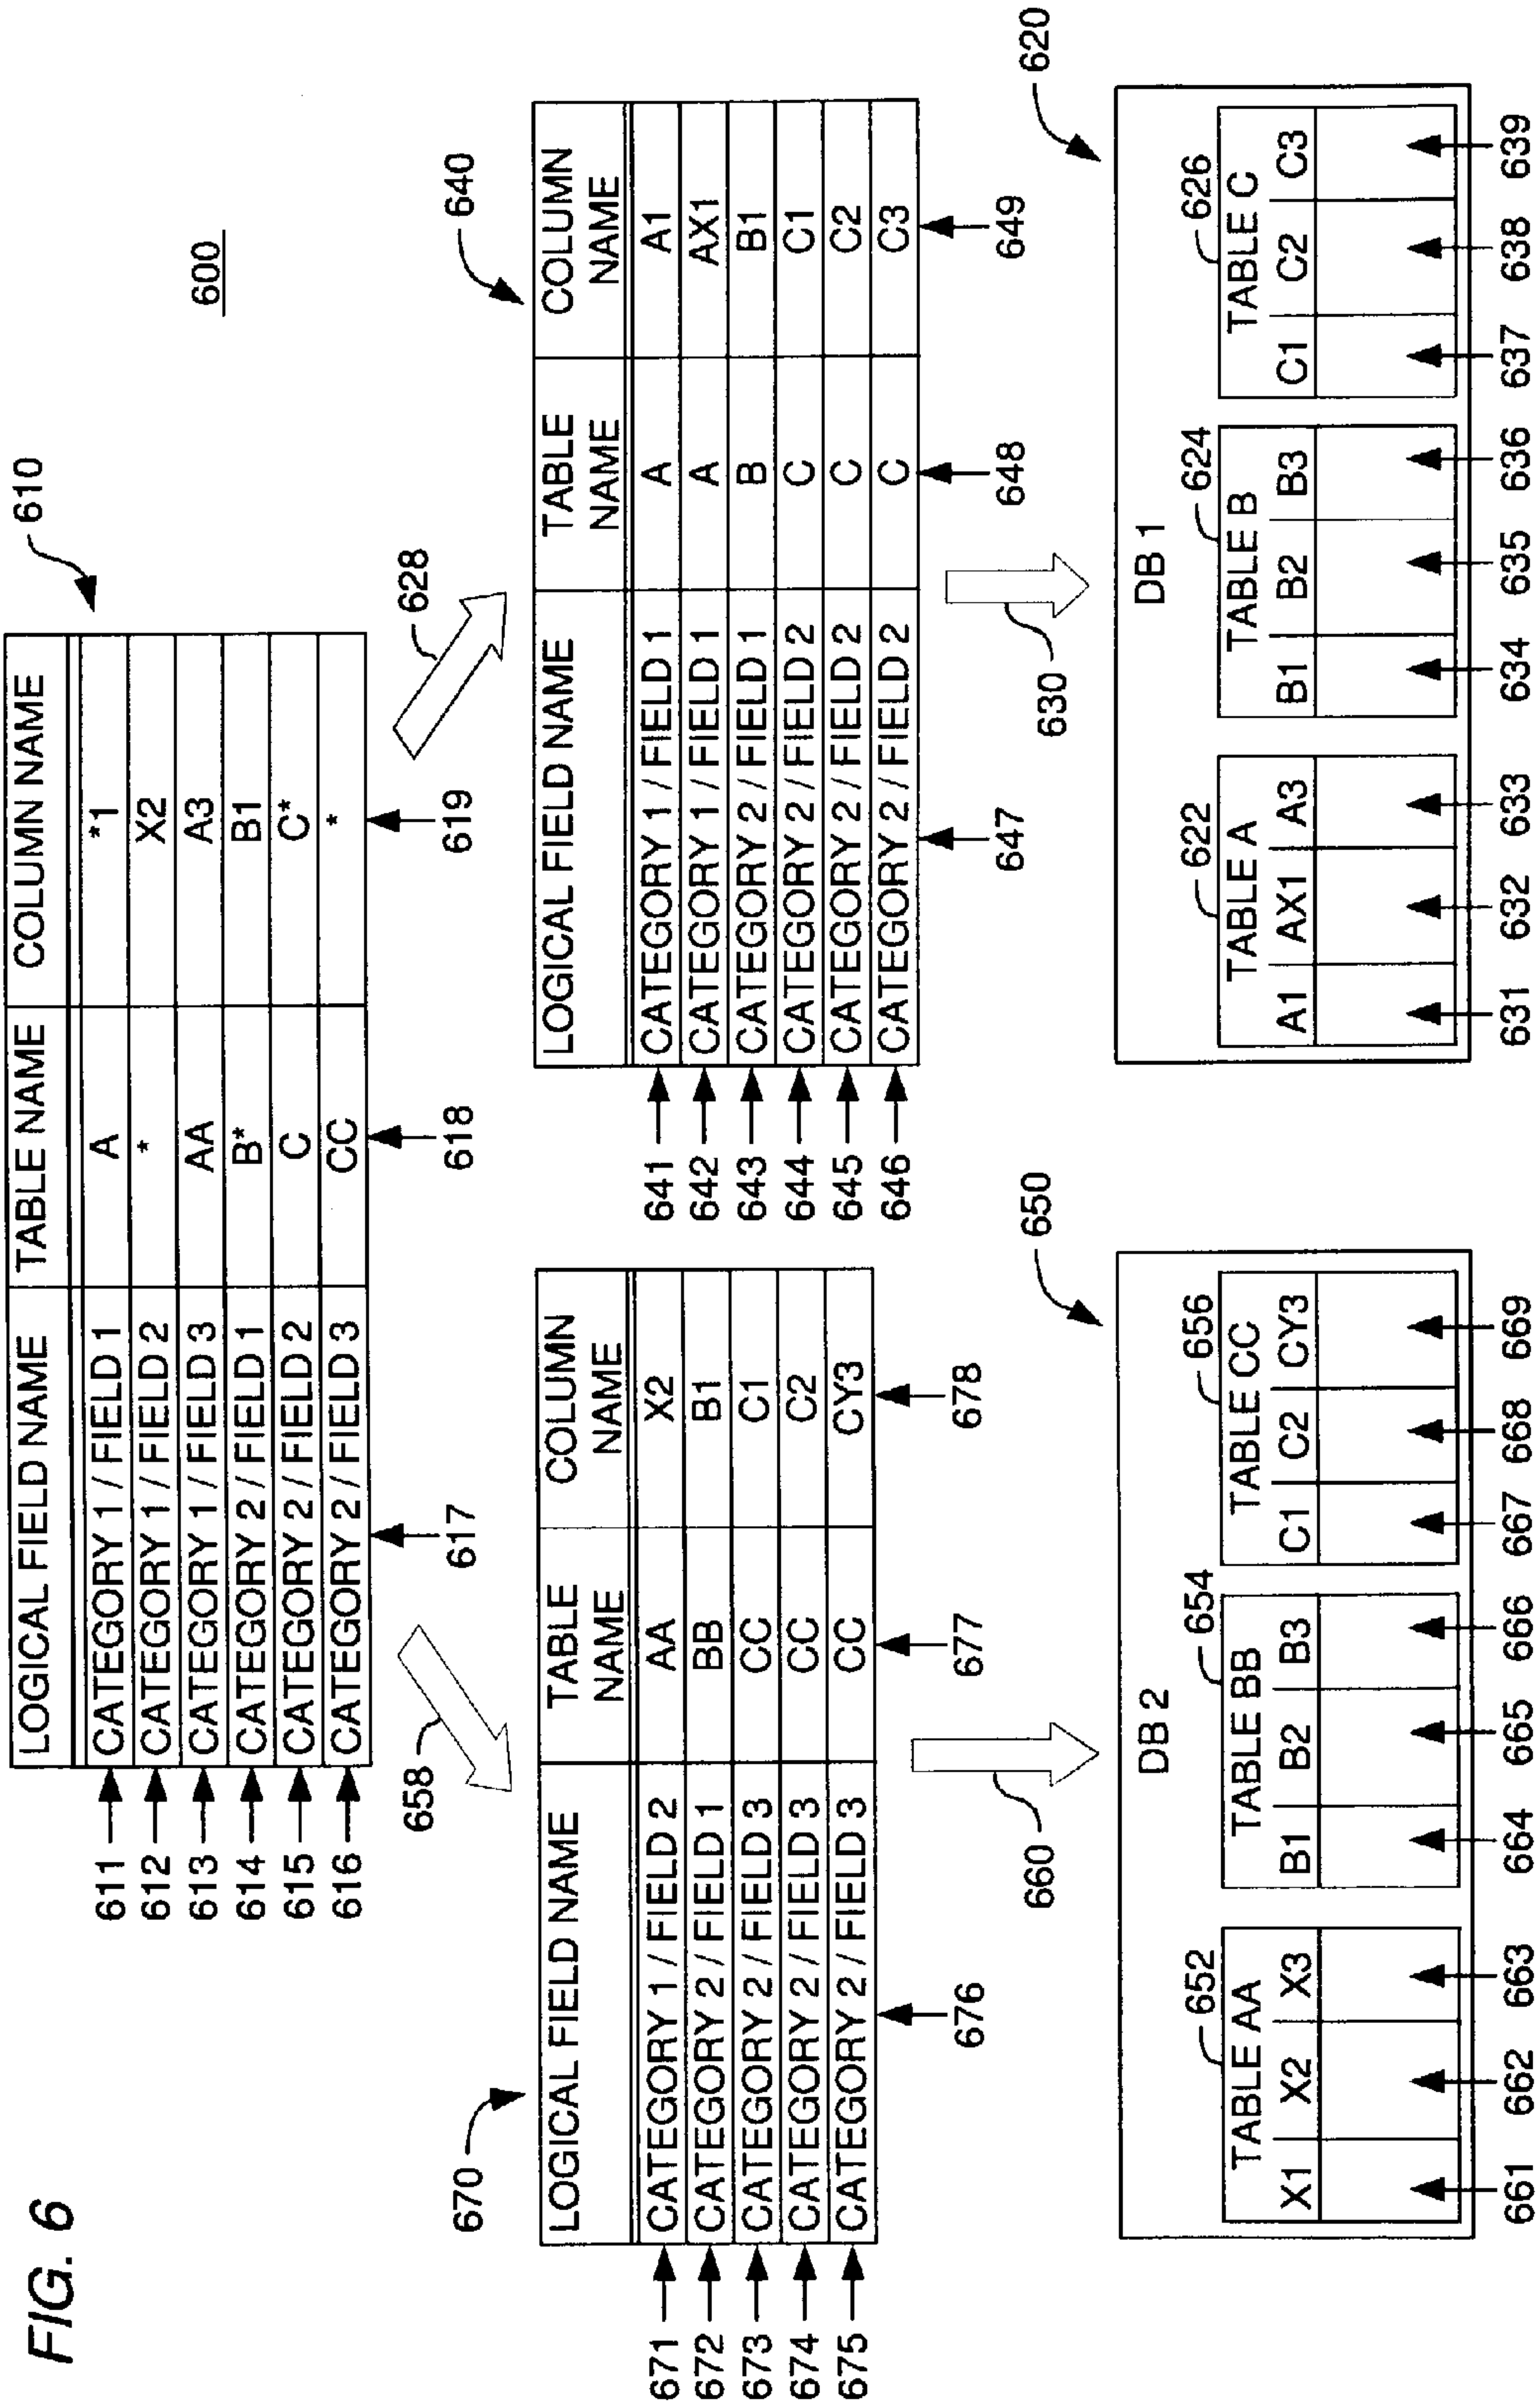 FIG. 6
600
610
LOGICAL FIELD NAME TABLE NAME COLUMN NAME
611 CATEGORY 1 / FIELD 1 A *1
612 CATEGORY 1 / FIELD 2 * X2
613 CATEGORY 1 / FIELD 3 AA A3
614 CATEGORY 2 / FIELD 1 B* B1
615 CATEGORY 2 / FIELD 2 C C*
616 CATEGORY 2 / FIELD 3 CC *
617 618 619
658 628
670
LOGICAL FIELD NAME TABLE NAME COLUMN NAME
671 CATEGORY 1 / FIELD 2 AA X2
672 CATEGORY 2 / FIELD 1 BB B1
673 CATEGORY 2 / FIELD 3 CC C1
674 CATEGORY 2 / FIELD 3 CC C2
675 CATEGORY 2 / FIELD 3 CC CY3
676 677 678
640
LOGICAL FIELD NAME TABLE NAME COLUMN NAME
641 CATEGORY 1 / FIELD 1 A A1
642 CATEGORY 1 / FIELD 1 A AX1
643 CATEGORY 2 / FIELD 1 B B1
644 CATEGORY 2 / FIELD 2 C C1
645 CATEGORY 2 / FIELD 2 C C2
646 CATEGORY 2 / FIELD 2 C C3
647 648 649
660
650
DB 2
652 654 656
TABLE AA TABLE BB TABLE CC
X1 X2 X3 B1 B2 B3 C1 C2 CY3
661 662 663 664 665 666 667 668 669
630
620
DB 1
622 624 626
TABLE A TABLE B TABLE C
A1 AX1 A3 B1 B2 B3 C1 C2 C3
631 632 633 634 635 636 637 638 639